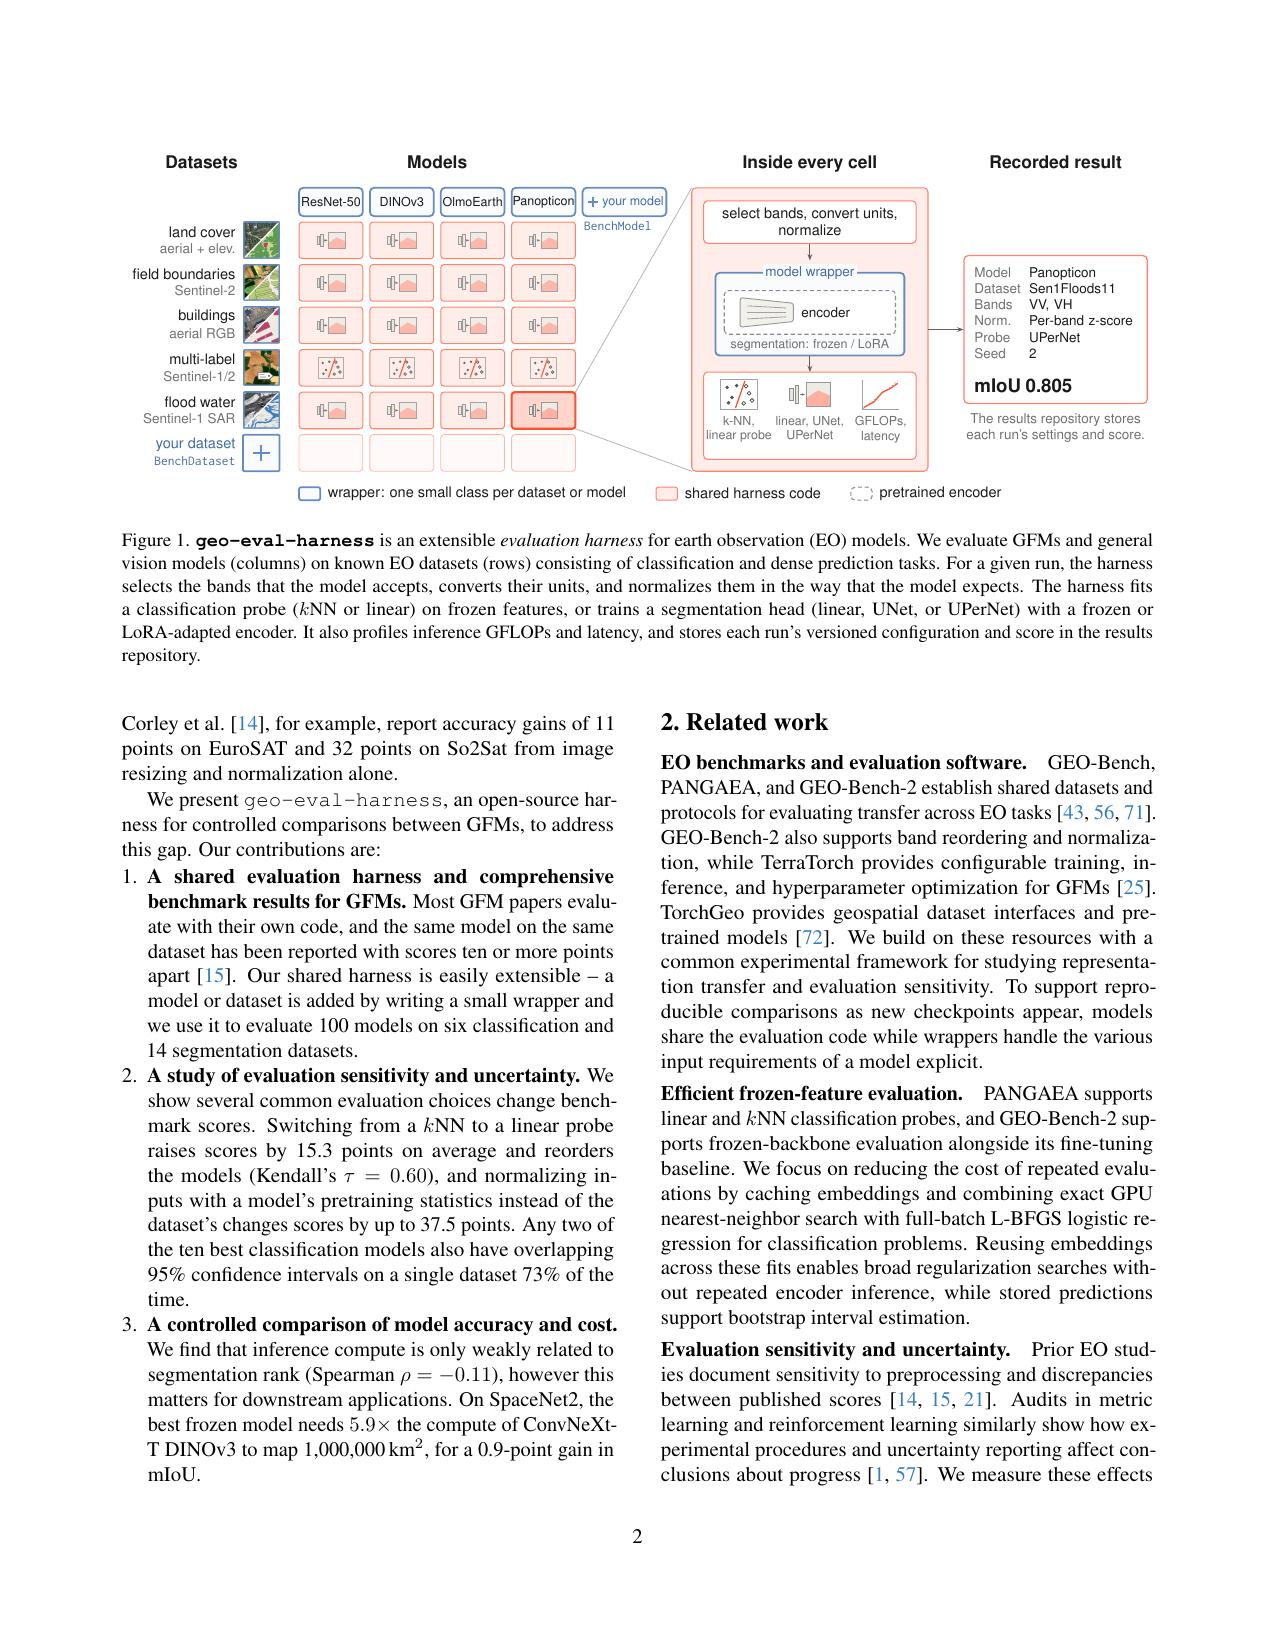 Datasets
Models
Inside every cell
Recorded result
ResNet-50
DINOv3
OlmoEarth
Panopticon
+ your model
BenchModel
land cover
aerial + elev.
field boundaries
Sentinel-2
buildings
aerial RGB
multi-label
Sentinel-1/2
flood water
Sentinel-1 SAR
your dataset
BenchDataset
select bands, convert units,
normalize
model wrapper
encoder
segmentation: frozen / LoRA
k-NN,
linear probe
linear, UNet,
UPerNet
GFLOPs,
latency
Model Panopticon
Dataset Sen1Floods11
Bands VV, VH
Norm. Per-band z-score
Probe UPerNet
Seed 2
mIoU 0.805
The results repository stores
each run's settings and score.
wrapper: one small class per dataset or model
shared harness code
pretrained encoder
Figure 1. geo-eval-harness is an extensible evaluation harness for earth observation (EO) models. We evaluate GFMs and general
vision models (columns) on known EO datasets (rows) consisting of classification and dense prediction tasks. For a given run, the harness
selects the bands that the model accepts, converts their units, and normalizes them in the way that the model expects. The harness fits
a classification probe (kNN or linear) on frozen features, or trains a segmentation head (linear, UNet, or UPerNet) with a frozen or
LoRA-adapted encoder. It also profiles inference GFLOPs and latency, and stores each run's versioned configuration and score in the results
repository.
Corley et al. [14], for example, report accuracy gains of 11
points on EuroSAT and 32 points on So2Sat from image
resizing and normalization alone.
We present geo-eval-harness, an open-source har-
ness for controlled comparisons between GFMs, to address
this gap. Our contributions are:
1. A shared evaluation harness and comprehensive
benchmark results for GFMs. Most GFM papers evalu-
ate with their own code, and the same model on the same
dataset has been reported with scores ten or more points
apart [15]. Our shared harness is easily extensible – a
model or dataset is added by writing a small wrapper and
we use it to evaluate 100 models on six classification and
14 segmentation datasets.
2. A study of evaluation sensitivity and uncertainty. We
show several common evaluation choices change bench-
mark scores. Switching from a kNN to a linear probe
raises scores by 15.3 points on average and reorders
the models (Kendall's τ = 0.60), and normalizing in-
puts with a model's pretraining statistics instead of the
dataset's changes scores by up to 37.5 points. Any two of
the ten best classification models also have overlapping
95% confidence intervals on a single dataset 73% of the
time.
3. A controlled comparison of model accuracy and cost.
We find that inference compute is only weakly related to
segmentation rank (Spearman ρ = −0.11), however this
matters for downstream applications. On SpaceNet2, the
best frozen model needs 5.9× the compute of ConvNeXt-
T DINOv3 to map 1,000,000 km², for a 0.9-point gain in
mIoU.
2. Related work
EO benchmarks and evaluation software. GEO-Bench,
PANGAEA, and GEO-Bench-2 establish shared datasets and
protocols for evaluating transfer across EO tasks [43, 56, 71].
GEO-Bench-2 also supports band reordering and normaliza-
tion, while TerraTorch provides configurable training, in-
ference, and hyperparameter optimization for GFMs [25].
TorchGeo provides geospatial dataset interfaces and pre-
trained models [72]. We build on these resources with a
common experimental framework for studying representa-
tion transfer and evaluation sensitivity. To support repro-
ducible comparisons as new checkpoints appear, models
share the evaluation code while wrappers handle the various
input requirements of a model explicit.
Efficient frozen-feature evaluation. PANGAEA supports
linear and kNN classification probes, and GEO-Bench-2 sup-
ports frozen-backbone evaluation alongside its fine-tuning
baseline. We focus on reducing the cost of repeated evalu-
ations by caching embeddings and combining exact GPU
nearest-neighbor search with full-batch L-BFGS logistic re-
gression for classification problems. Reusing embeddings
across these fits enables broad regularization searches with-
out repeated encoder inference, while stored predictions
support bootstrap interval estimation.
Evaluation sensitivity and uncertainty. Prior EO stud-
ies document sensitivity to preprocessing and discrepancies
between published scores [14, 15, 21]. Audits in metric
learning and reinforcement learning similarly show how ex-
perimental procedures and uncertainty reporting affect con-
clusions about progress [1, 57]. We measure these effects
2